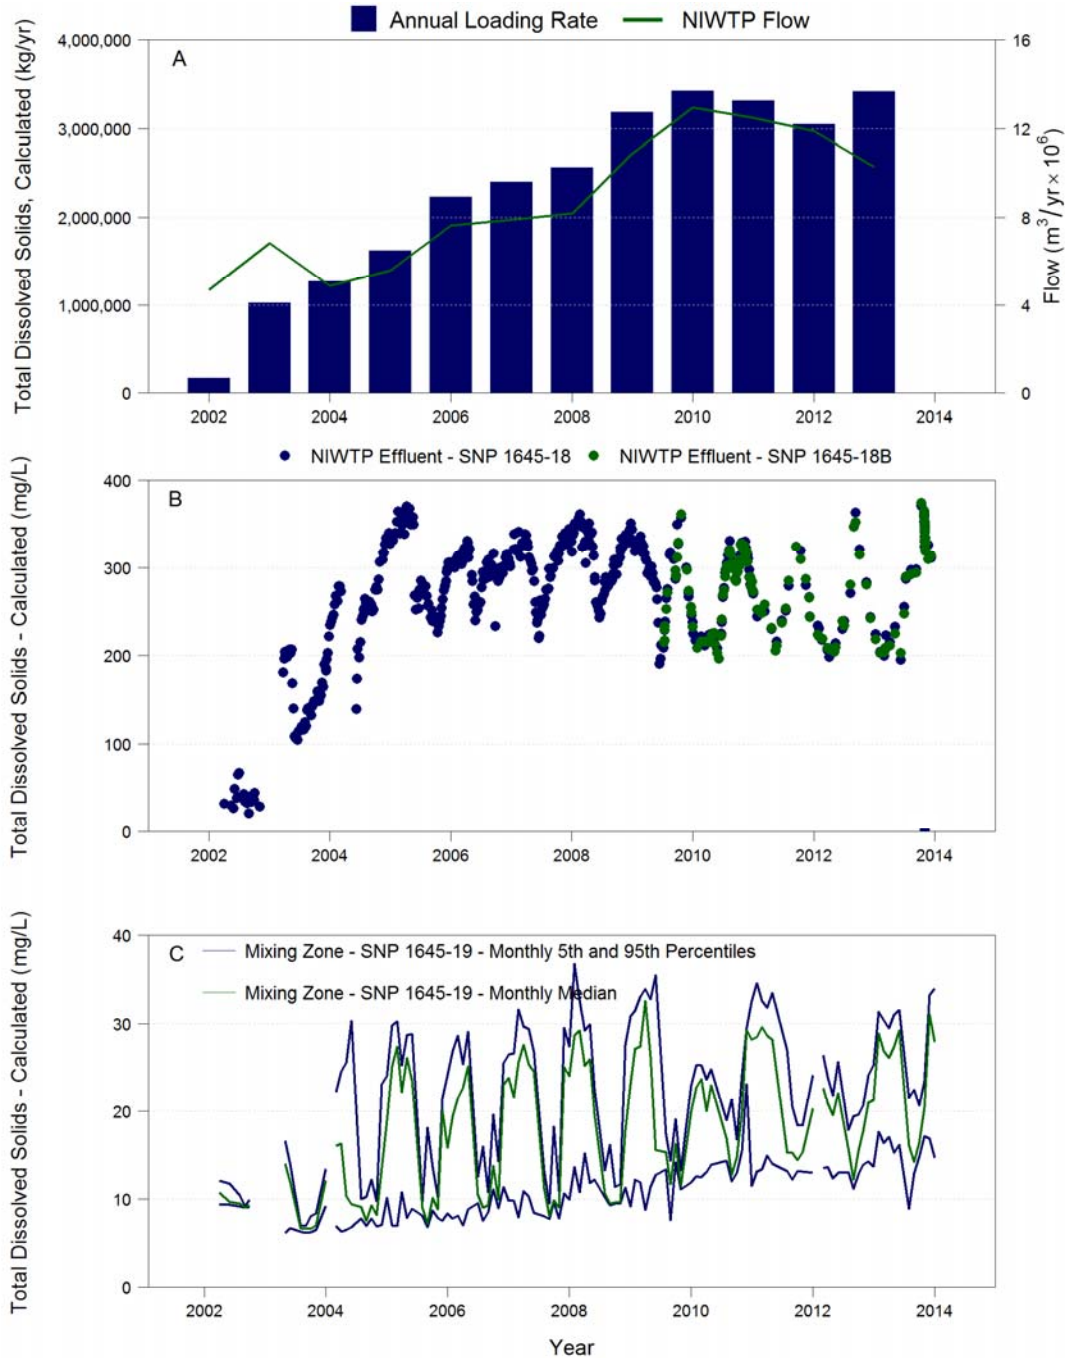 Annual Loading Rate NIWTP Flow
Total Dissolved Solids, Calculated (kg/yr)
A
4,000,000
3,000,000
2,000,000
1,000,000
0
16
12
8
4
0
Flow (m³/yr × 10⁶)
2002 2004 2006 2008 2010 2012 2014
NIWTP Effluent - SNP 1645-18 NIWTP Effluent - SNP 1645-18B
Total Dissolved Solids - Calculated (mg/L)
B
400
300
200
100
0
2002 2004 2006 2008 2010 2012 2014
Total Dissolved Solids - Calculated (mg/L)
C
Mixing Zone - SNP 1645-19 - Monthly 5th and 95th Percentiles
Mixing Zone - SNP 1645-19 - Monthly Median
40
30
20
10
0
2002 2004 2006 2008 2010 2012 2014
Year